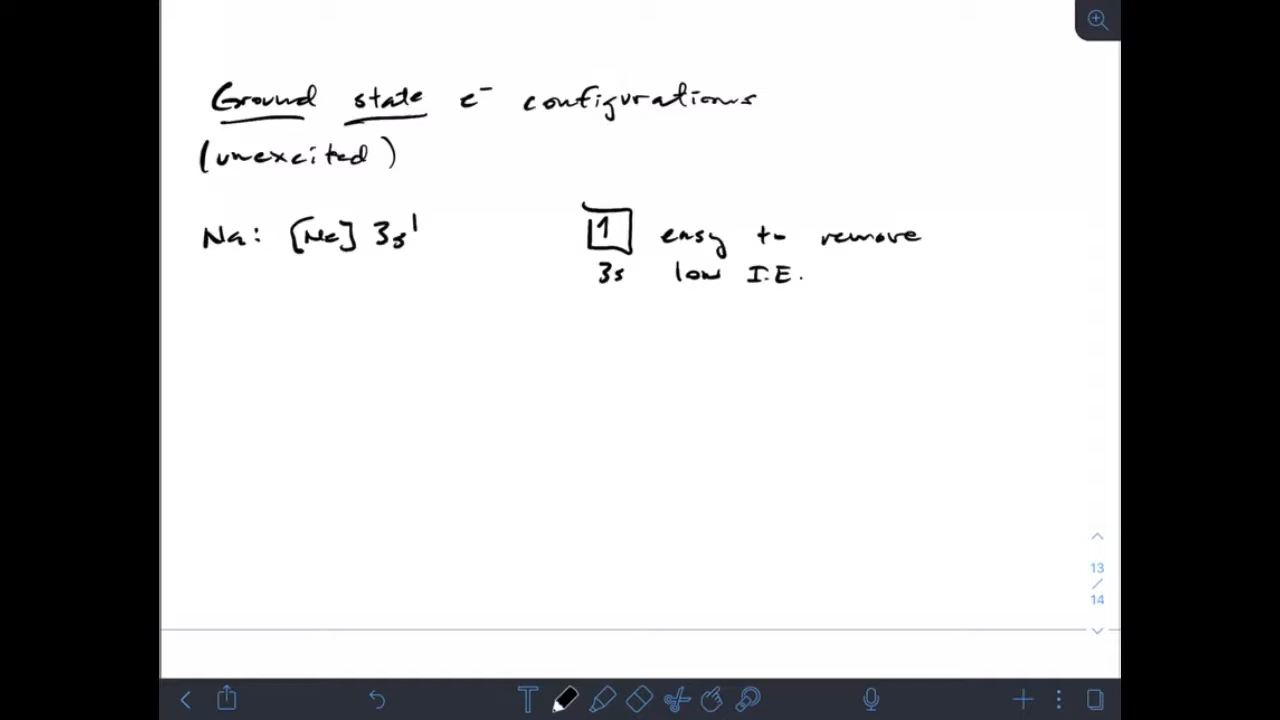 Ground state e⁻ configurations
(unexcited)
Na: [Ne] 3s¹ 1 easy to remove
3s low I.E.
13
/
14
T